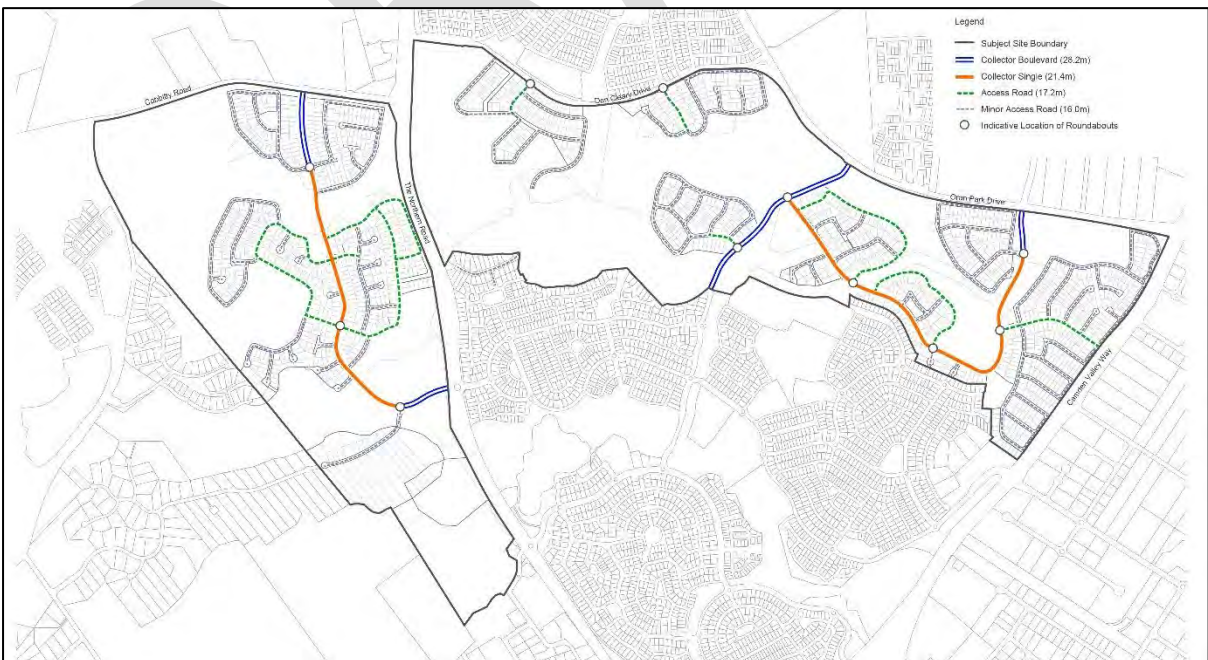 Legend
Subject Site Boundary
Collector Boulevard (28.2m)
Collector Single (21.4m)
Access Road (17.2m)
Minor Access Road (16.0m)
Indicative Location of Roundabouts
Cobbitty Road
Dan Cleary Drive
The Northern Road
Oran Park Drive
Camden Valley Way